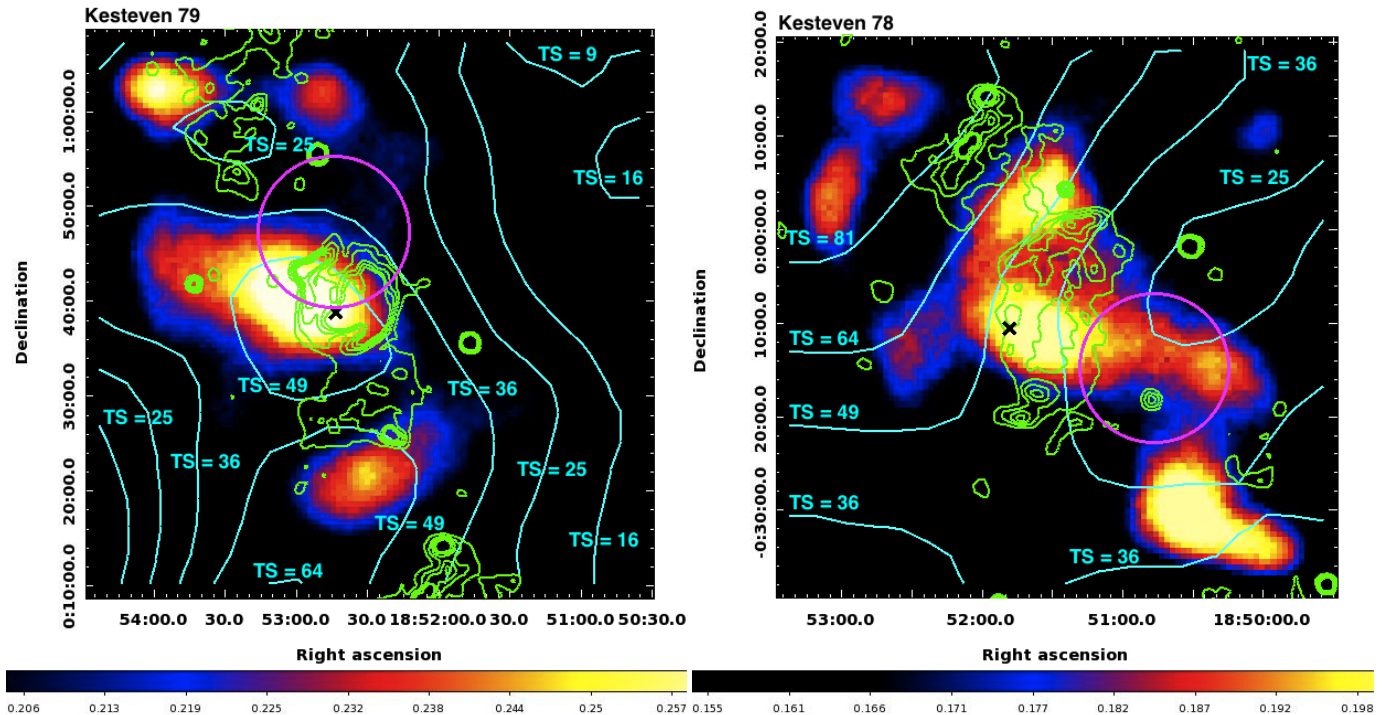 Kesteven 79
TS = 9
TS = 25
TS = 16
TS = 49
TS = 36
TS = 25
TS = 36
TS = 25
TS = 49
TS = 16
TS = 64
1:00:00.0
50:00.0
40:00.0
30:00.0
20:00.0
0:10:00.0
Declination
54:00.0 30.0 53:00.0 30.0 18:52:00.0 30.0 51:00.0 50:30.0
Right ascension
0.206 0.213 0.219 0.225 0.232 0.238 0.244 0.25 0.257
Kesteven 78
TS = 36
TS = 25
TS = 81
TS = 64
TS = 49
TS = 36
TS = 36
20:00.0
10:00.0
0:00:00.0
10:00.0
20:00.0
-0:30:00.0
Declination
53:00.0 52:00.0 51:00.0 18:50:00.0
Right ascension
0.155 0.161 0.166 0.171 0.177 0.182 0.187 0.192 0.198